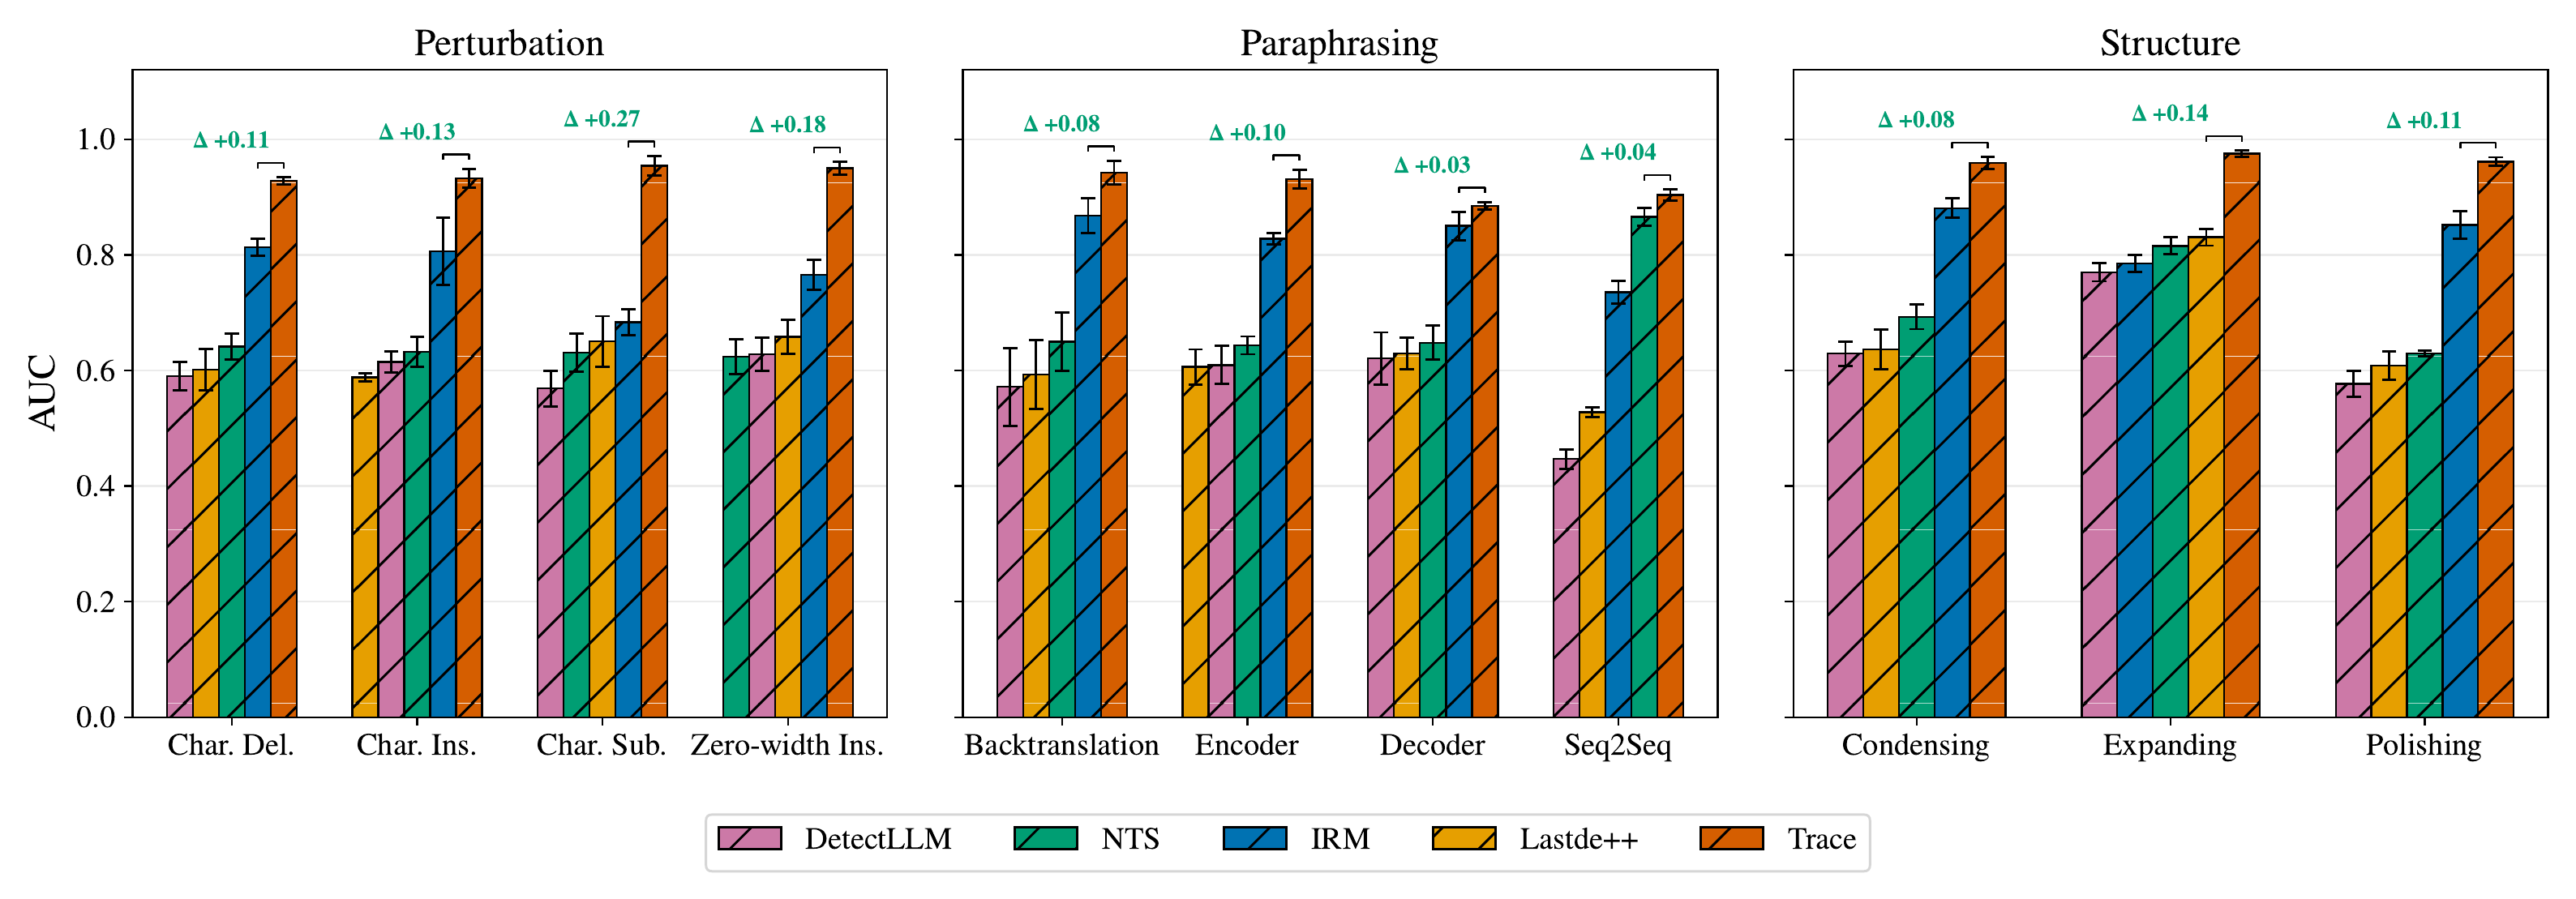 Perturbation
Paraphrasing
Structure
AUC
1.0
0.8
0.6
0.4
0.2
0.0
Δ +0.11
Δ +0.13
Δ +0.27
Δ +0.18
Δ +0.08
Δ +0.10
Δ +0.03
Δ +0.04
Δ +0.08
Δ +0.14
Δ +0.11
Char. Del.
Char. Ins.
Char. Sub.
Zero-width Ins.
Backtranslation
Encoder
Decoder
Seq2Seq
Condensing
Expanding
Polishing
DetectLLM
NTS
IRM
Lastde++
Trace